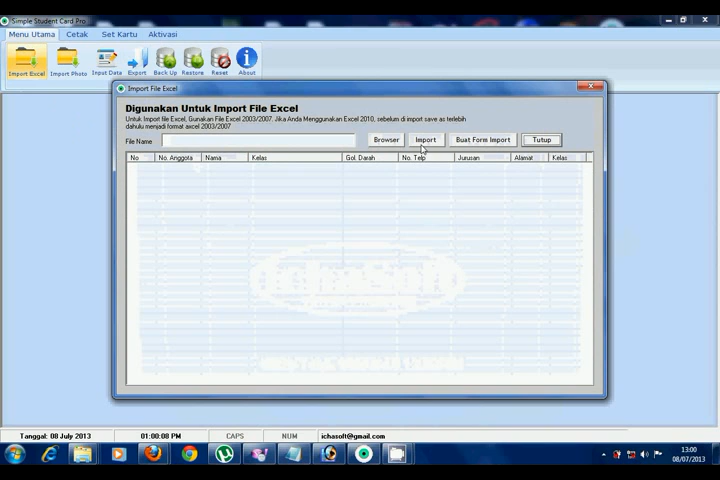 Simple Student Card Pro
Menu Utama Cetak Set Kartu Aktivasi
Import Excel Import Photo Input Data Export Back Up Restore Reset About
Import File Excel
Digunakan Untuk Import File Excel
Untuk Import file Excel, Gunakan File Excel 2003/2007. Jika Anda Menggunakan Excel 2010, sebelum di import save as terlebih
dahulu menjadi format axcel 2003/2007
File Name Browser Import Buat Form Import Tutup
No No. Anggota Nama Kelas Gol. Darah No. Telp Jurusan Alamat Kelas
IchaSoft
Tanggal: 08 July 2013 01:00:08 PM CAPS NUM ichasoft@gmail.com
13:00
08/07/2013